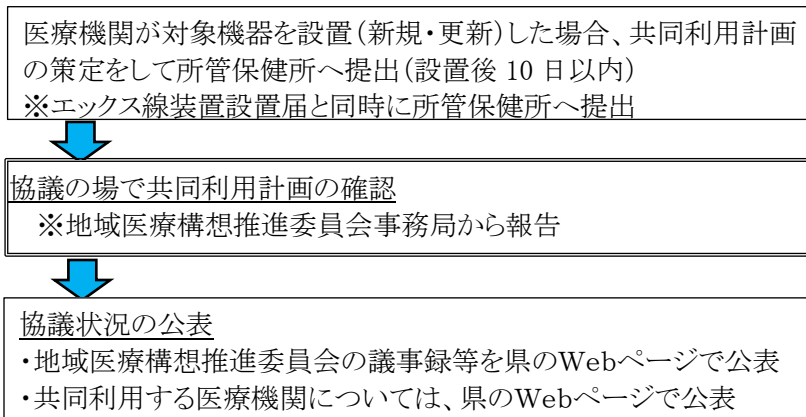 医療機関が対象機器を設置(新規・更新)した場合、共同利用計画
の策定をして所管保健所へ提出(設置後 10 日以内)
※エックス線装置設置届と同時に所管保健所へ提出
協議の場で共同利用計画の確認
※地域医療構想推進委員会事務局から報告
協議状況の公表
・地域医療構想推進委員会の議事録等を県のWebページで公表
・共同利用する医療機関については、県のWebページで公表